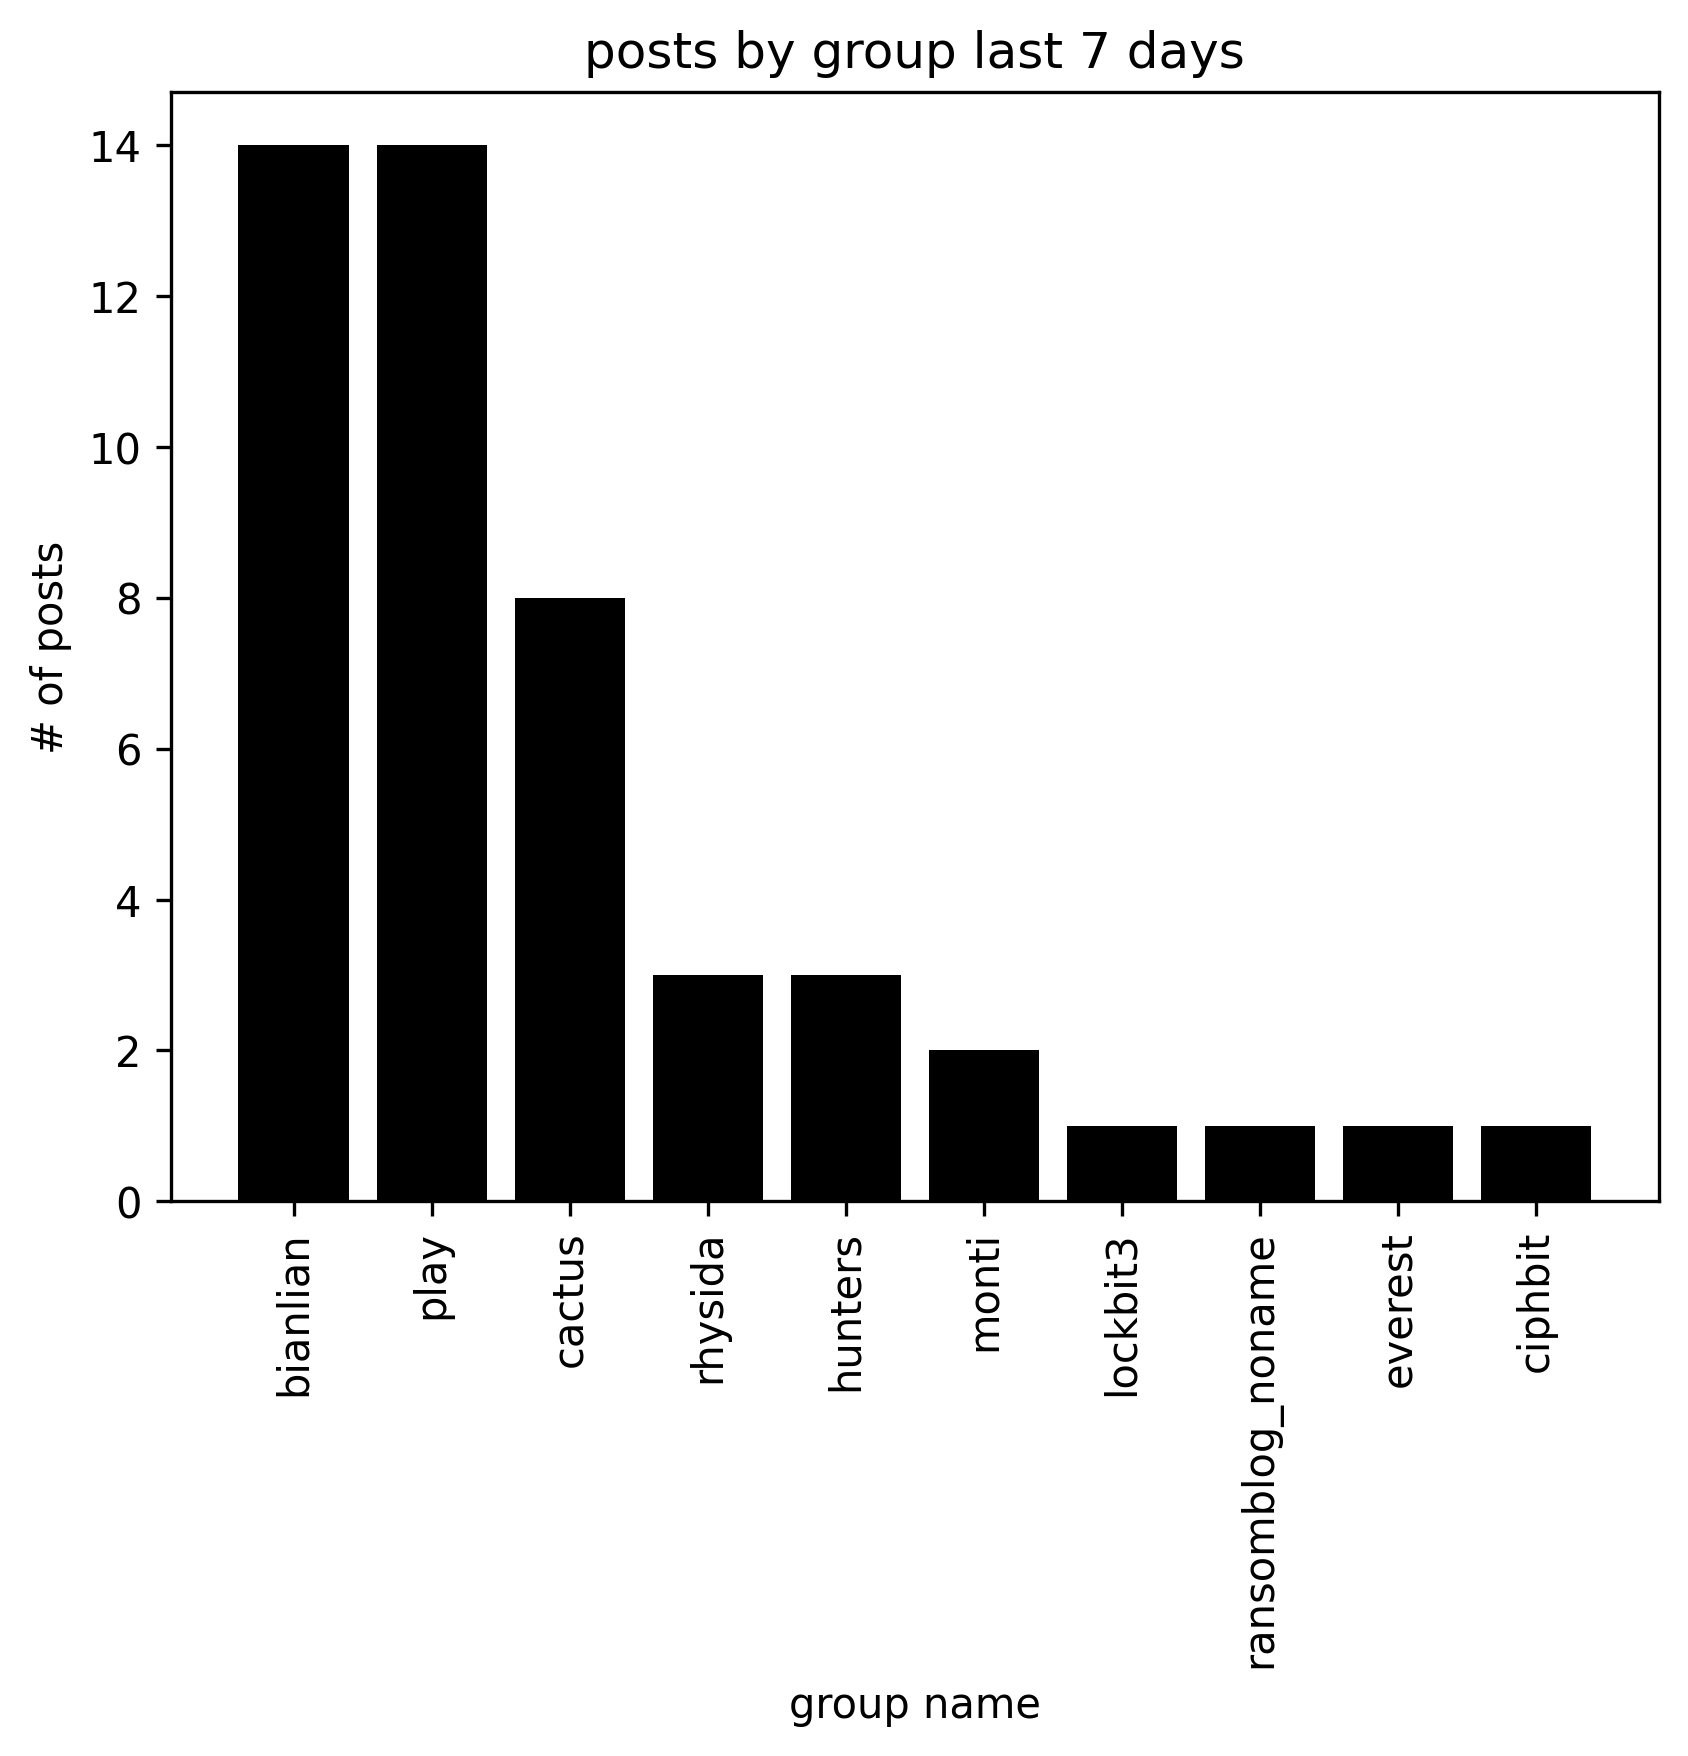 posts by group last 7 days
14
12
10
8
6
4
2
0
# of posts
bianlian
play
cactus
rhysida
hunters
monti
lockbit3
ransomblog_noname
everest
ciphbit
group name